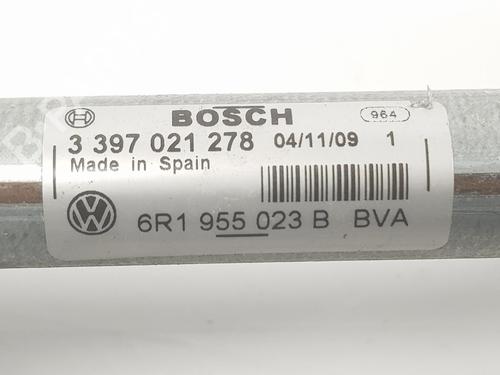 BOSCH 964
3 397 021 278 04/11/09 1
Made in Spain
6R1 955 023 B BVA